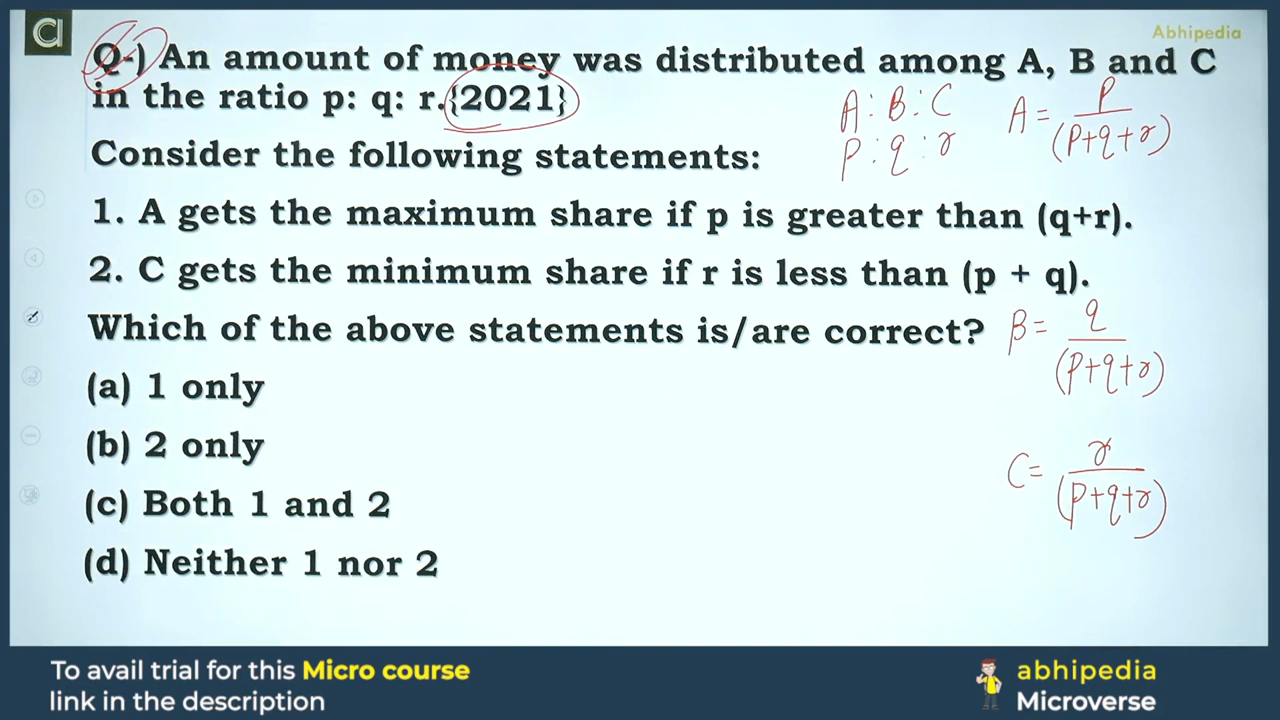 Abhipedia
Q-) An amount of money was distributed among A, B and C
in the ratio p: q: r.{2021}
A : B : C
p : q : r
A = p/(p+q+r)
Consider the following statements:
1. A gets the maximum share if p is greater than (q+r).
2. C gets the minimum share if r is less than (p + q).
Which of the above statements is/are correct?
B = q/(p+q+r)
(a) 1 only
(b) 2 only
(c) Both 1 and 2
C = r/(p+q+r)
(d) Neither 1 nor 2
To avail trial for this Micro course
link in the description
abhipedia
Microverse